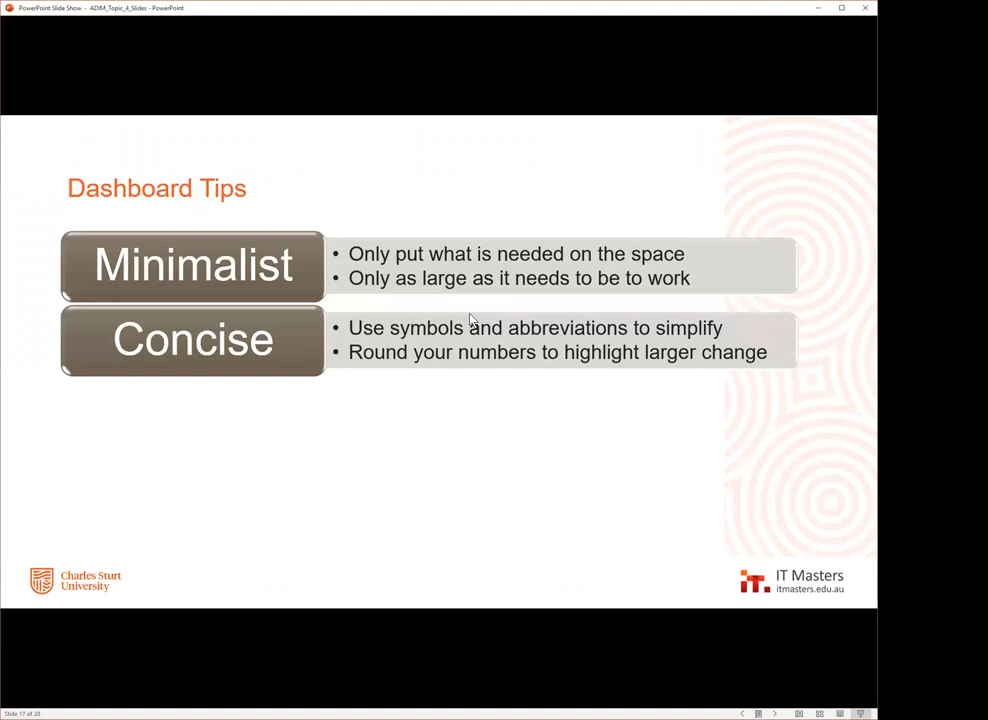 PowerPoint Slide Show - ADIM_Topic_4_Slides - PowerPoint
Dashboard Tips
Minimalist
• Only put what is needed on the space
• Only as large as it needs to be to work
Concise
• Use symbols and abbreviations to simplify
• Round your numbers to highlight larger change
Charles Sturt
University
iT.
IT Masters
itmasters.edu.au
Slide 17 of 20